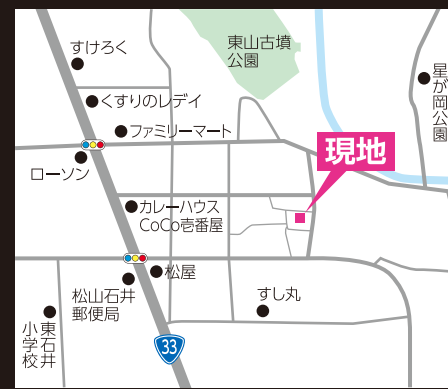 すけろく
東山古墳
公園
星が岡公園
くすりのレデイ
ファミリーマート
ローソン
現地
カレーハウス
CoCo壱番屋
松屋
松山石井
郵便局
すし丸
東石井
小学校
33